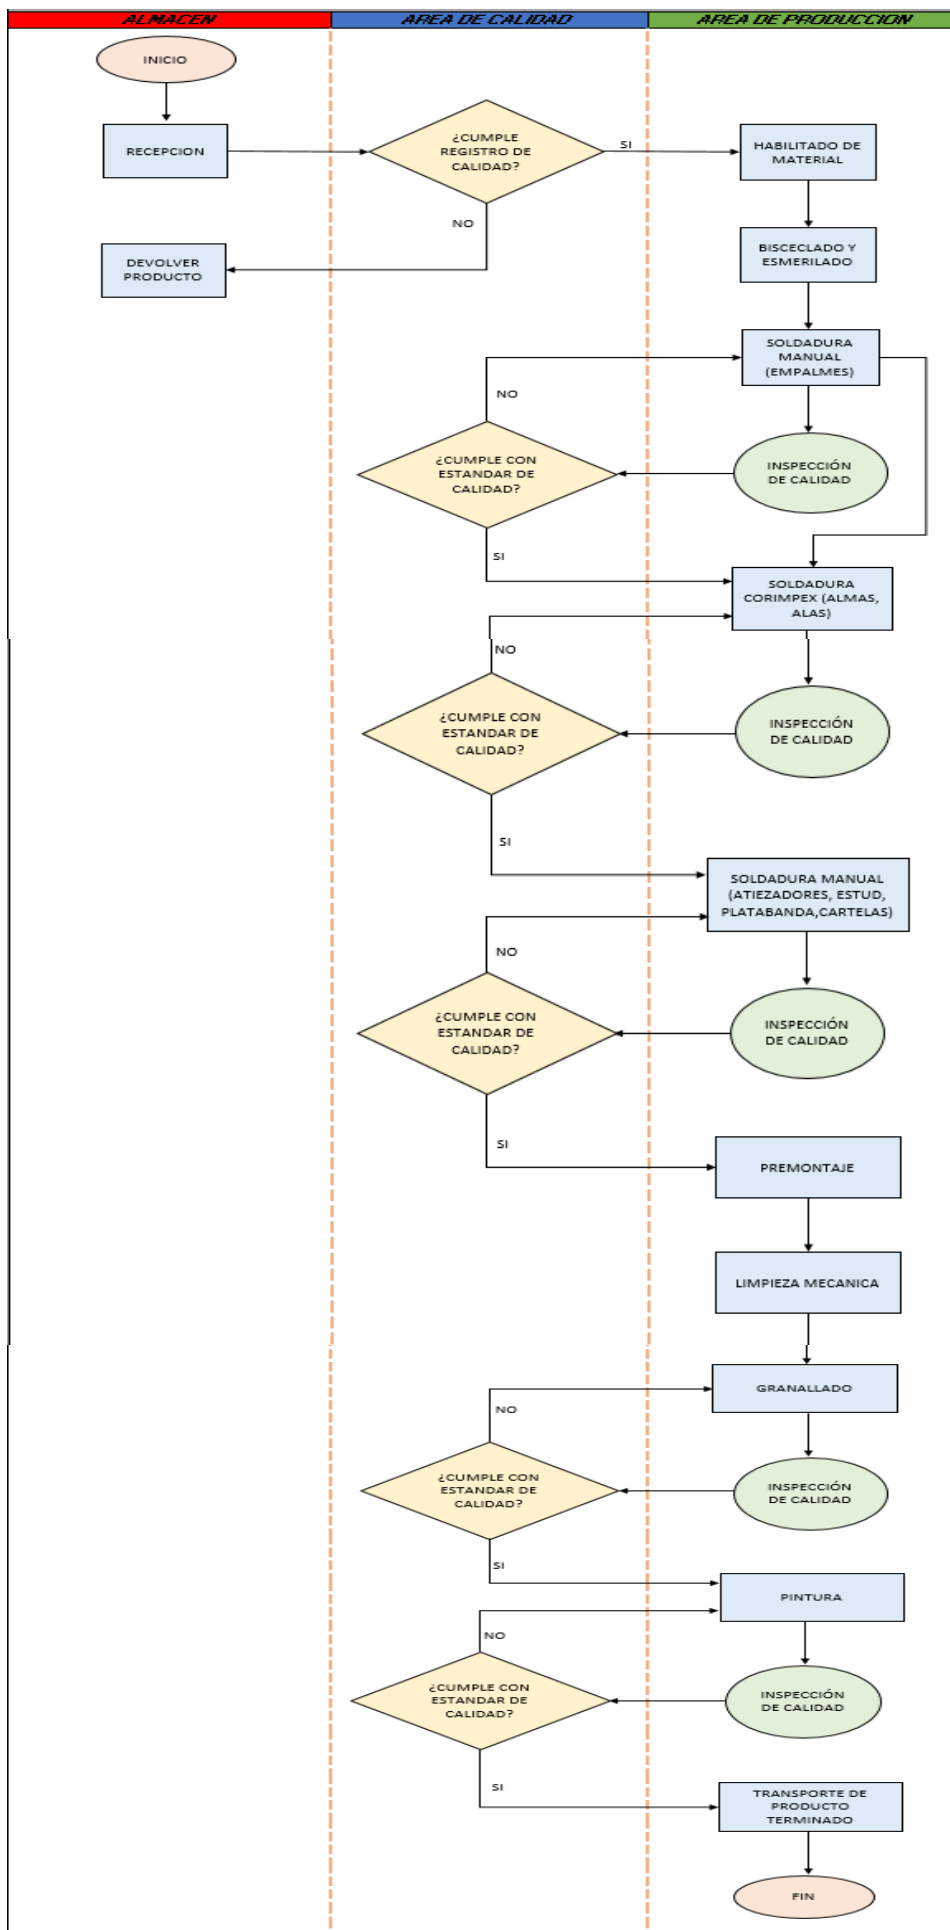 ALMACEN
AREA DE CALIDAD
AREA DE PRODUCCION
INICIO
RECEPCION
¿CUMPLE
REGISTRO DE
CALIDAD?
SI
HABILITADO DE
MATERIAL
NO
DEVOLVER
PRODUCTO
BISCECLADO Y
ESMERILADO
SOLDADURA
MANUAL
(EMPALMES)
NO
¿CUMPLE CON
ESTANDAR DE
CALIDAD?
INSPECCIÓN
DE CALIDAD
SI
SOLDADURA
CORIMPEX (ALMAS,
ALAS)
NO
¿CUMPLE CON
ESTANDAR DE
CALIDAD?
INSPECCIÓN
DE CALIDAD
SI
SOLDADURA MANUAL
(ATIEZADORES, ESTUD,
PLATABANDA,CARTELAS)
NO
¿CUMPLE CON
ESTANDAR DE
CALIDAD?
INSPECCIÓN
DE CALIDAD
SI
PREMONTAJE
LIMPIEZA MECANICA
GRANALLADO
NO
¿CUMPLE CON
ESTANDAR DE
CALIDAD?
INSPECCIÓN
DE CALIDAD
SI
PINTURA
NO
¿CUMPLE CON
ESTANDAR DE
CALIDAD?
INSPECCIÓN
DE CALIDAD
SI
TRANSPORTE DE
PRODUCTO
TERMINADO
FIN